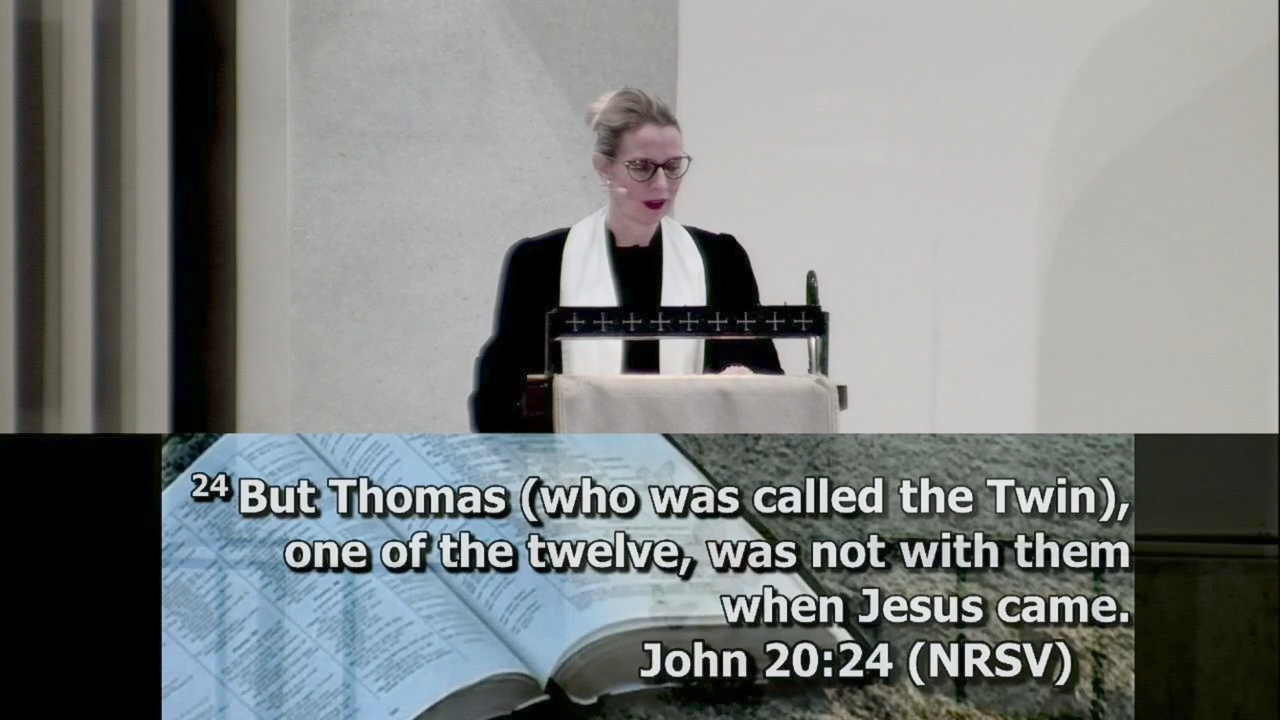 24 But Thomas (who was called the Twin),
one of the twelve, was not with them
when Jesus came.
John 20:24 (NRSV)